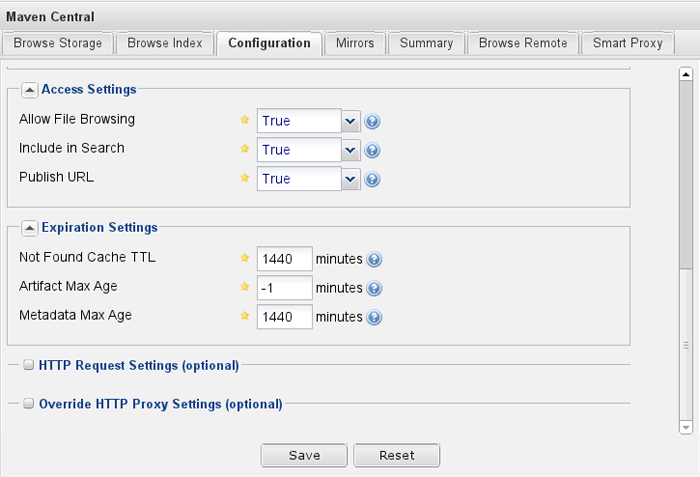 Maven Central
Browse Storage Browse Index Configuration Mirrors Summary Browse Remote Smart Proxy
Access Settings
Allow File Browsing True
Include in Search True
Publish URL True
Expiration Settings
Not Found Cache TTL 1440 minutes
Artifact Max Age -1 minutes
Metadata Max Age 1440 minutes
HTTP Request Settings (optional)
Override HTTP Proxy Settings (optional)
Save Reset